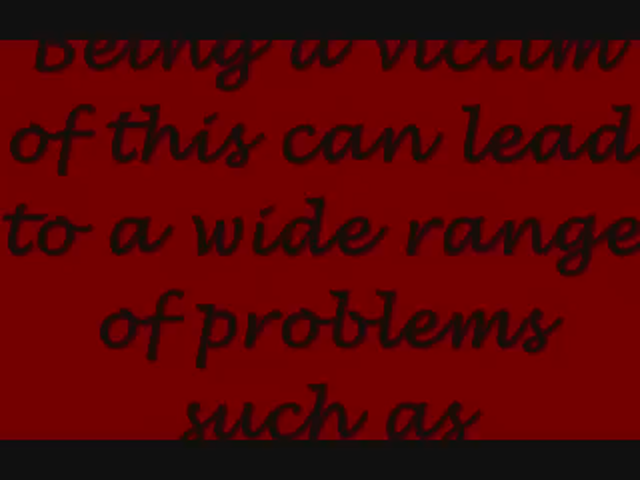 Being a victim
of this can lead
to a wide range
of problems
such as